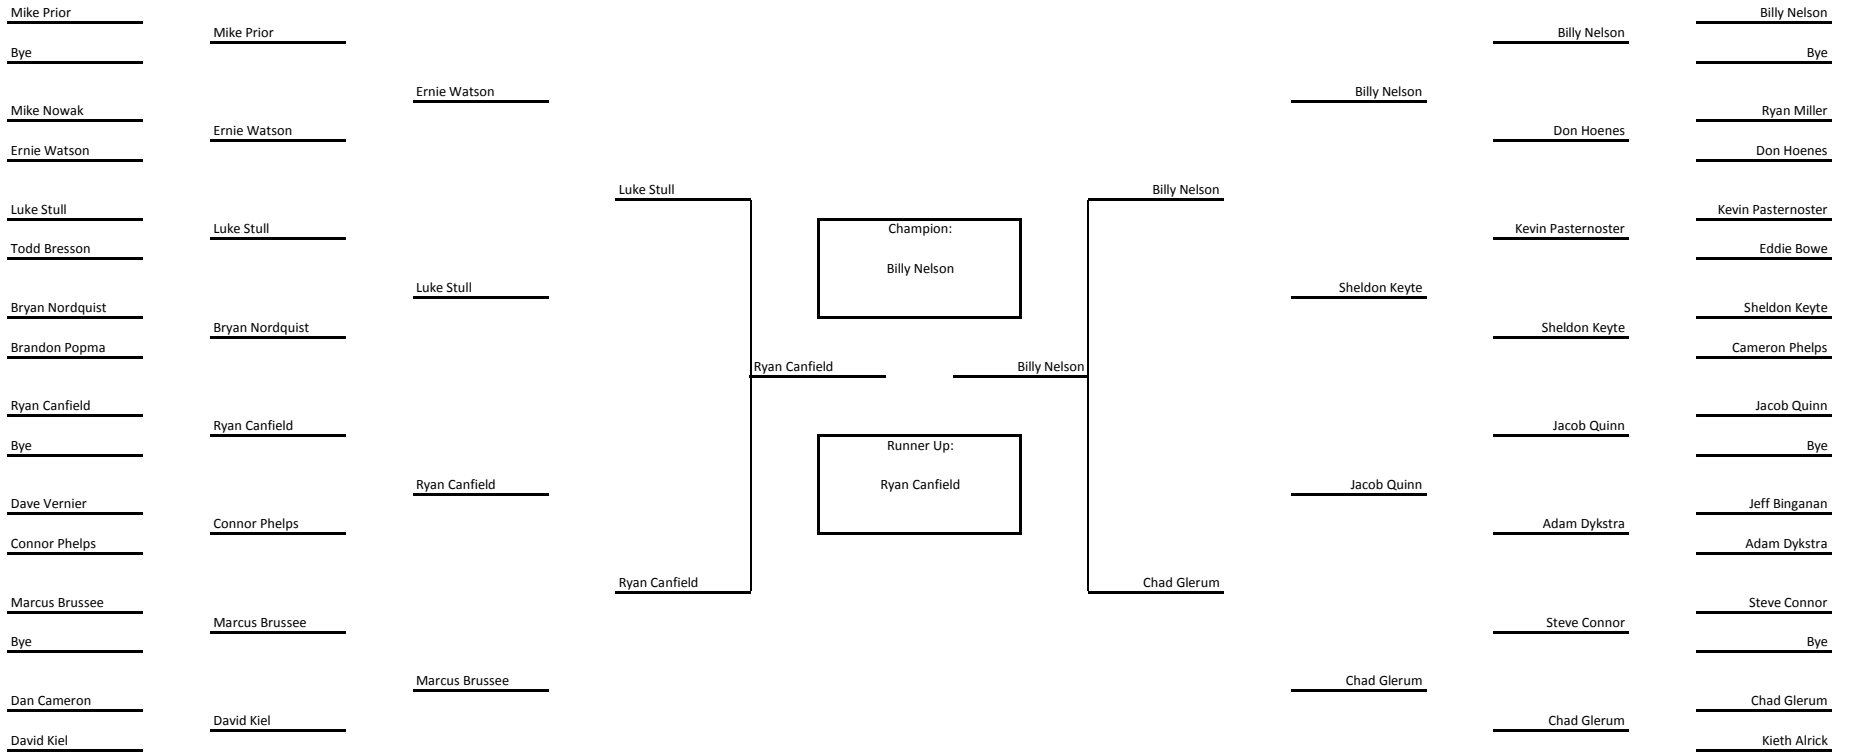 Mike Prior
Bye
Mike Nowak
Ernie Watson
Luke Stull
Todd Bresson
Bryan Nordquist
Brandon Popma
Ryan Canfield
Bye
Dave Vernier
Connor Phelps
Marcus Brussee
Bye
Dan Cameron
David Kiel
Mike Prior
Ernie Watson
Luke Stull
Bryan Nordquist
Ryan Canfield
Connor Phelps
Marcus Brussee
David Kiel
Ernie Watson
Luke Stull
Ryan Canfield
Marcus Brussee
Luke Stull
Ryan Canfield
Ryan Canfield
Champion:
Billy Nelson
Runner Up:
Ryan Canfield
Billy Nelson
Billy Nelson
Chad Glerum
Billy Nelson
Sheldon Keyte
Jacob Quinn
Chad Glerum
Billy Nelson
Don Hoenes
Kevin Pasternoster
Sheldon Keyte
Jacob Quinn
Adam Dykstra
Steve Connor
Chad Glerum
Billy Nelson
Bye
Ryan Miller
Don Hoenes
Kevin Pasternoster
Eddie Bowe
Sheldon Keyte
Cameron Phelps
Jacob Quinn
Bye
Jeff Binganan
Adam Dykstra
Steve Connor
Bye
Chad Glerum
Kieth Alrick